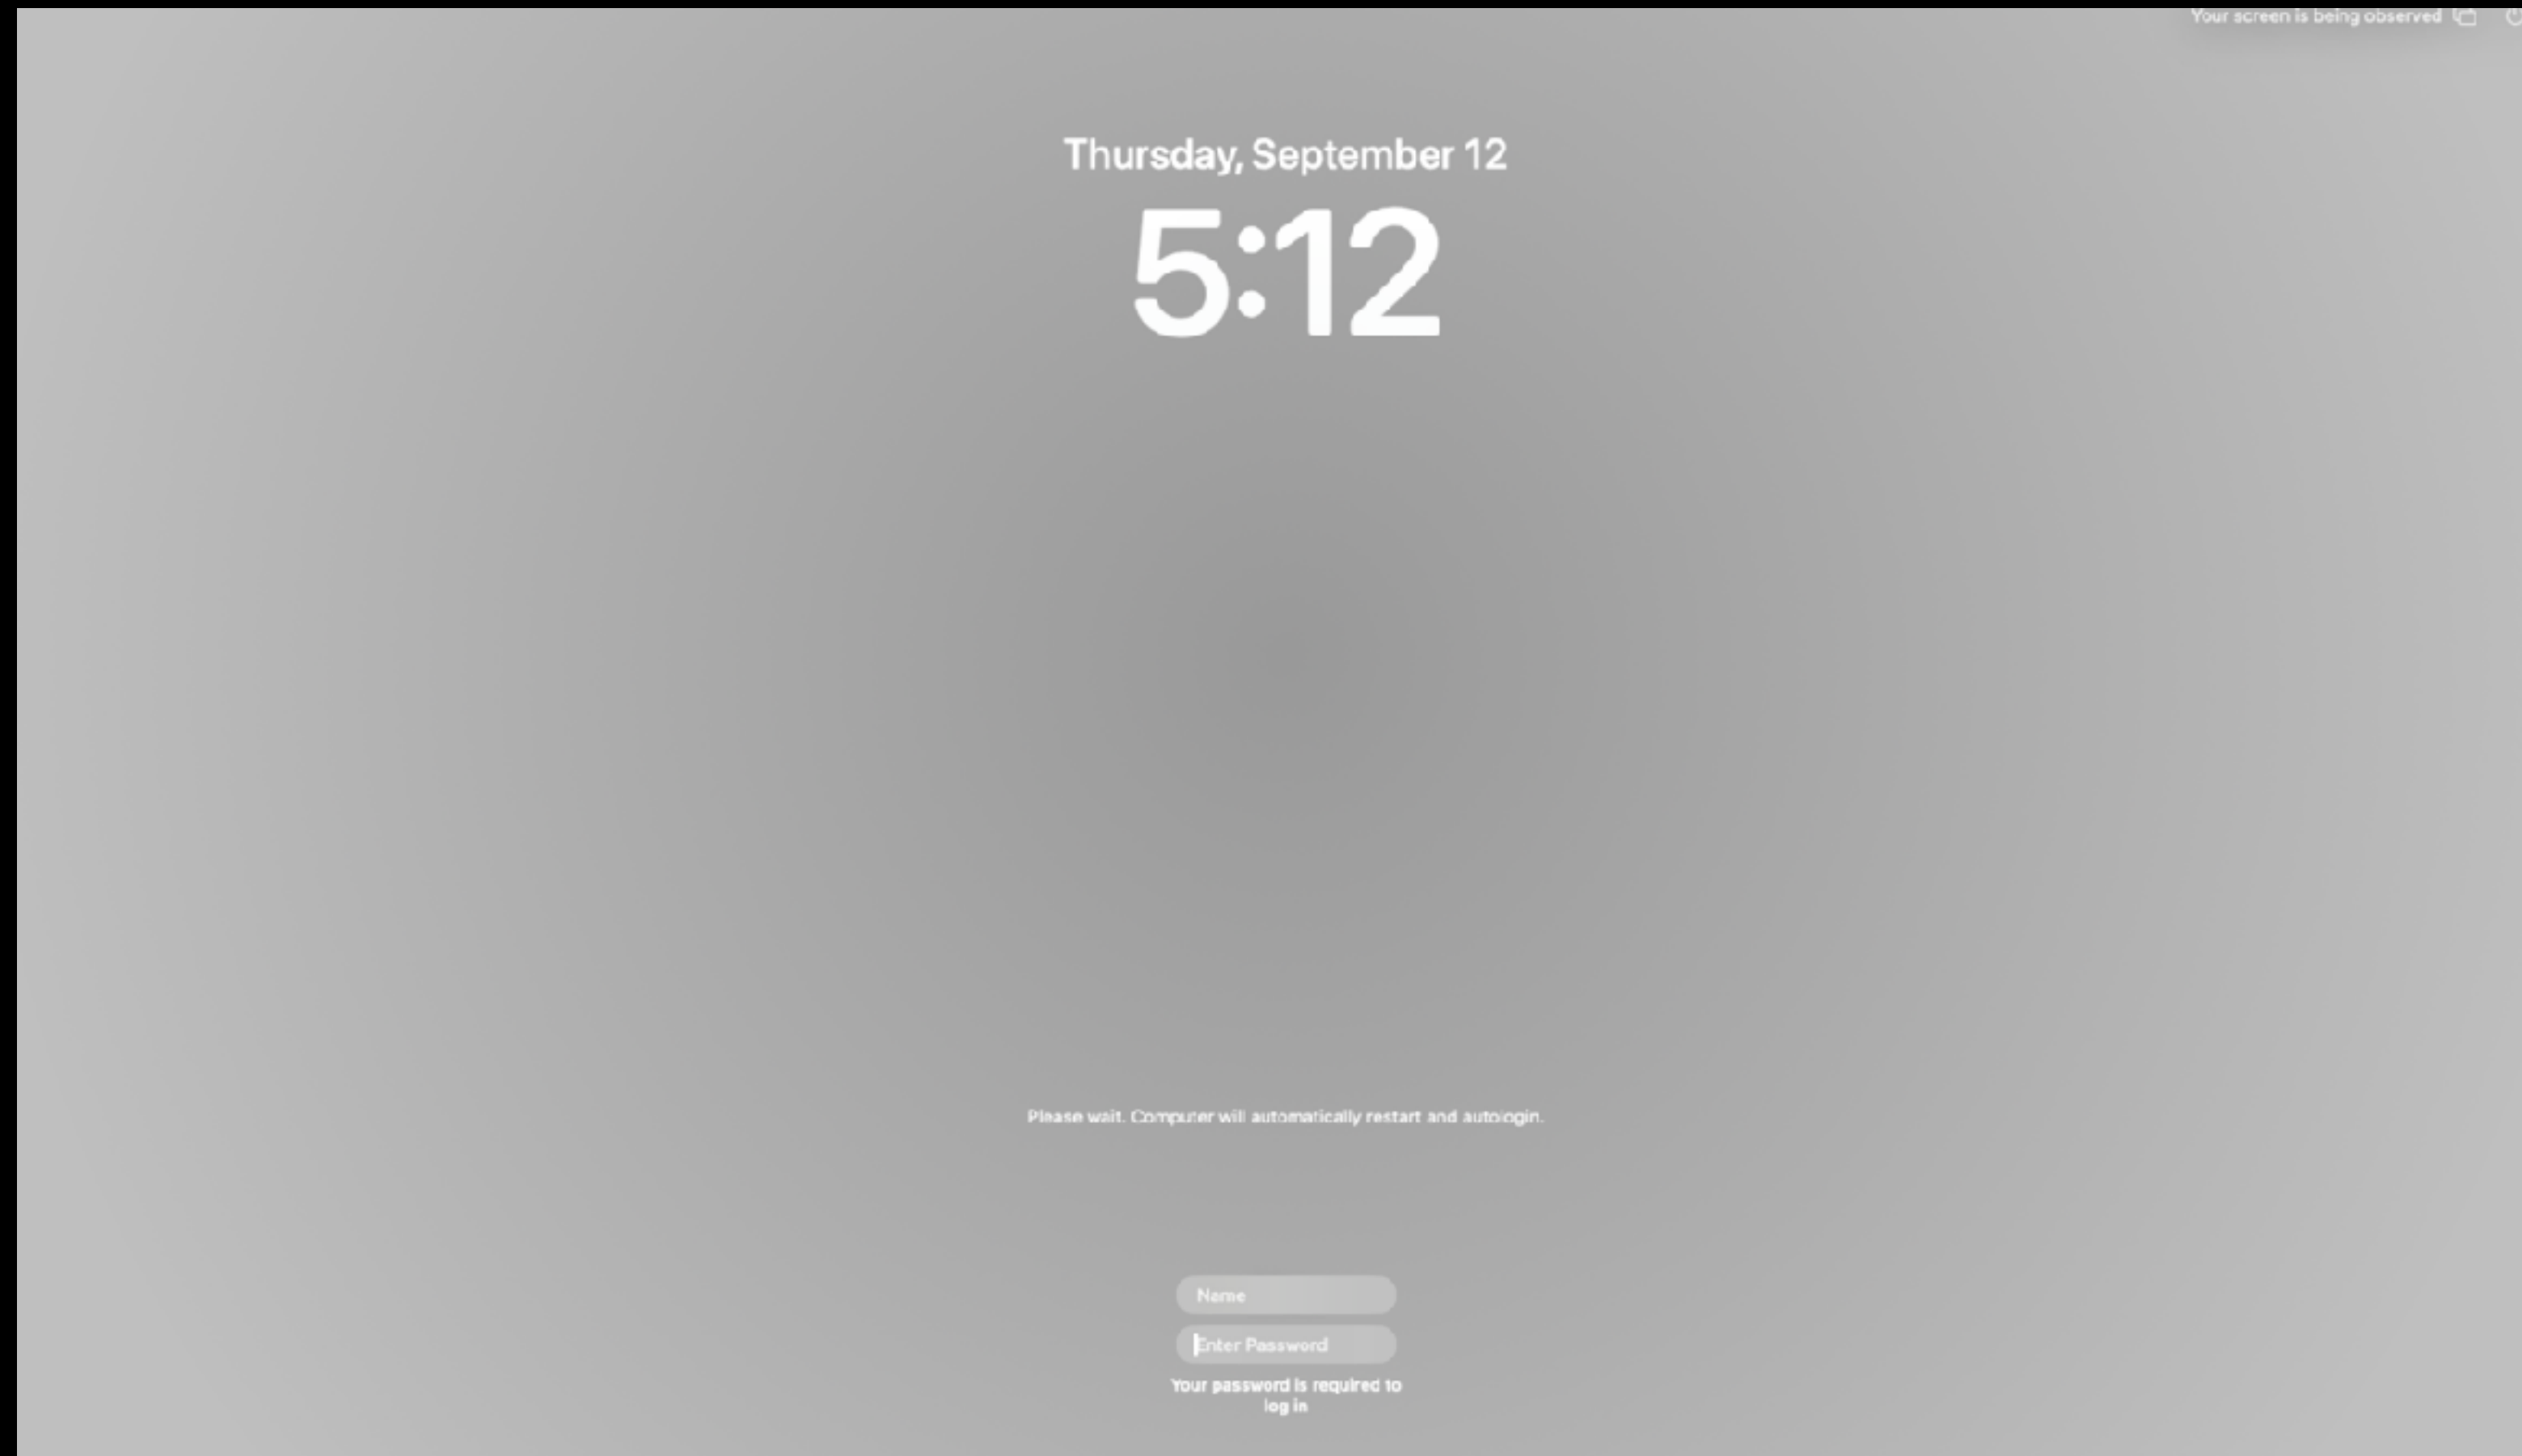 Your screen is being observed
Thursday, September 12
5:12
Please wait. Computer will automatically restart and autologin.
Name
Enter Password
Your password is required to
log in